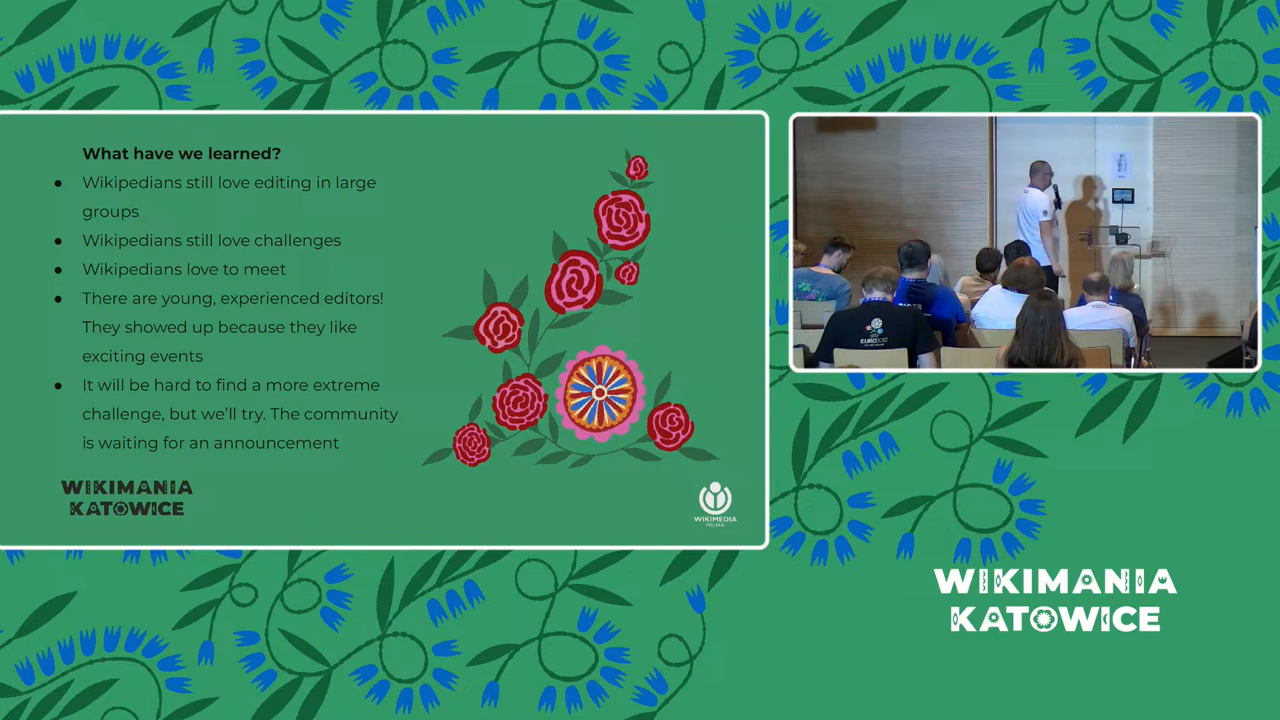 What have we learned?
● Wikipedians still love editing in large
groups
● Wikipedians still love challenges
● Wikipedians love to meet
● There are young, experienced editors!
They showed up because they like
exciting events
● It will be hard to find a more extreme
challenge, but we'll try. The community
is waiting for an announcement
WIKIMANIA
KATOWICE
WIKIMEDIA
POLSKA
PIOTR
EURO2012
WIKIMANIA
KATOWICE